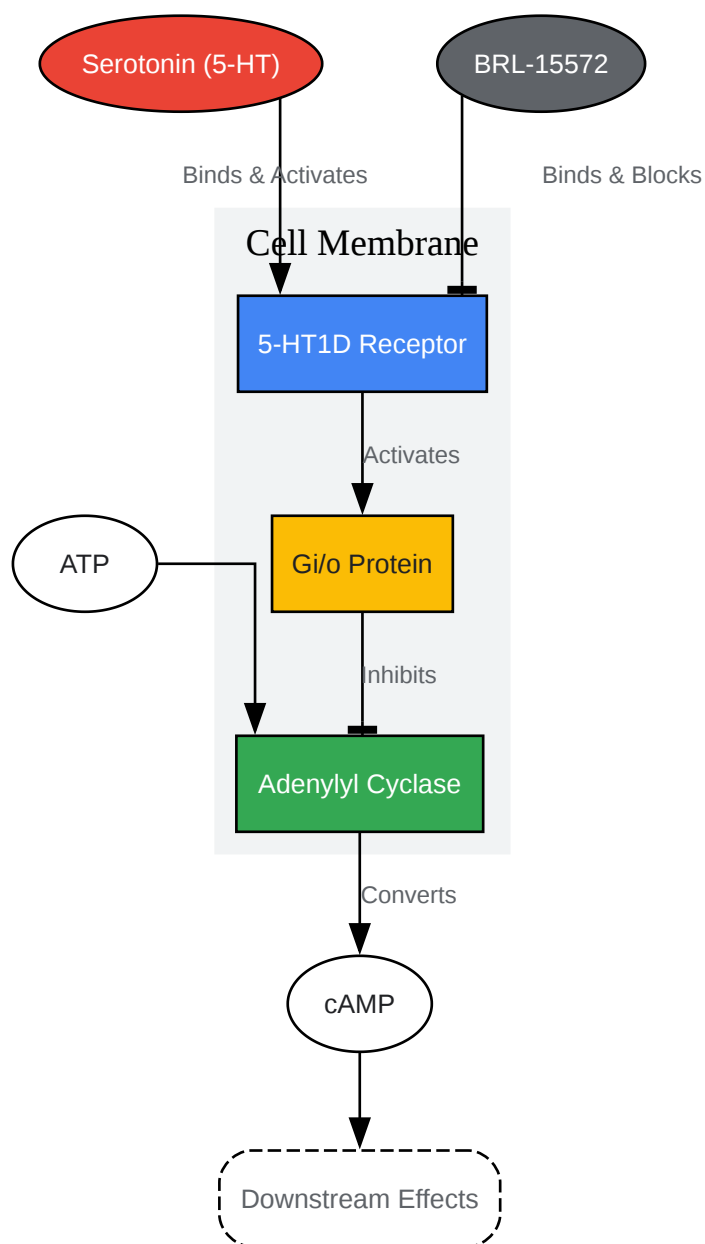 Serotonin (5-HT)
BRL-15572
Binds & Activates
Binds & Blocks
Cell Membrane
5-HT1D Receptor
Activates
ATP
Gi/o Protein
Inhibits
Adenylyl Cyclase
Converts
cAMP
Downstream Effects